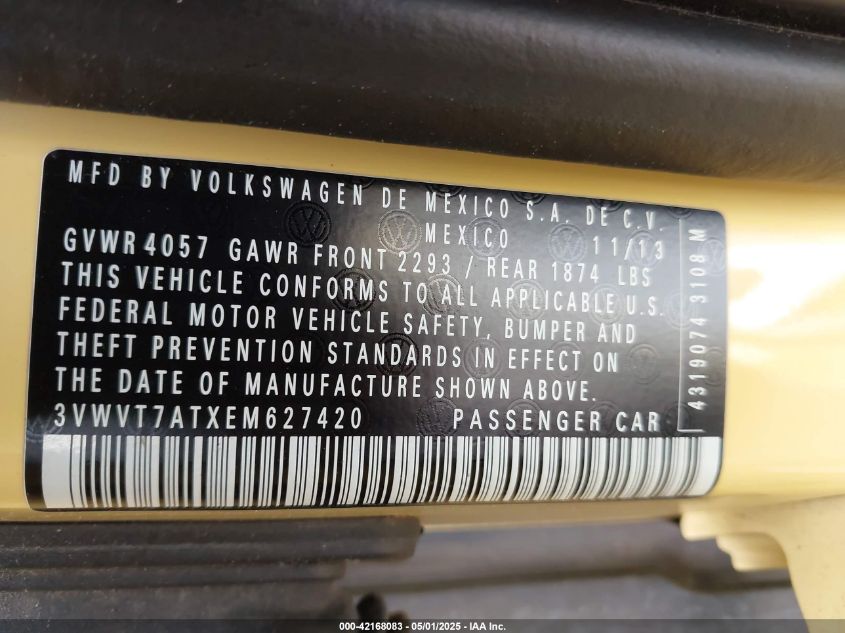 MFD BY VOLKSWAGEN DE MEXICO S.A. DE C.V.
MEXICO 11/13
GVWR 4057 GAWR FRONT 2293 / REAR 1874 LBS
THIS VEHICLE CONFORMS TO ALL APPLICABLE U.S.
FEDERAL MOTOR VEHICLE SAFETY, BUMPER AND
THEFT PREVENTION STANDARDS IN EFFECT ON
THE DATE OF MANUFACTURE SHOWN ABOVE.
3VWVT7ATXEM627420 PASSENGER CAR
4319074 3108 M
000-42168083 - 05/01/2025 - IAA Inc.